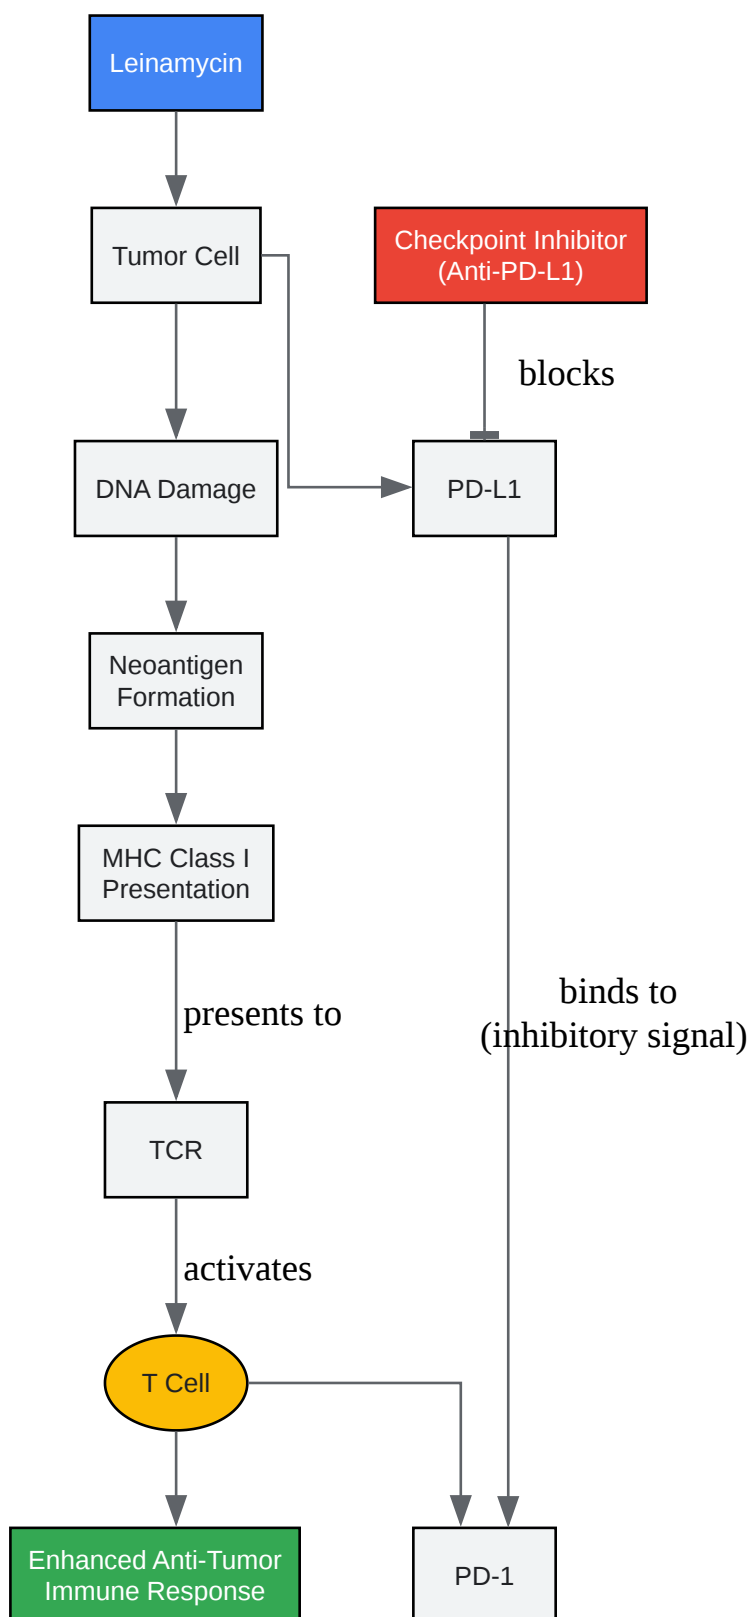 Leinamycin
Tumor Cell
Checkpoint Inhibitor
(Anti-PD-L1)
blocks
DNA Damage
PD-L1
Neoantigen
Formation
MHC Class I
Presentation
presents to
binds to
(inhibitory signal)
TCR
activates
T Cell
Enhanced Anti-Tumor
Immune Response
PD-1